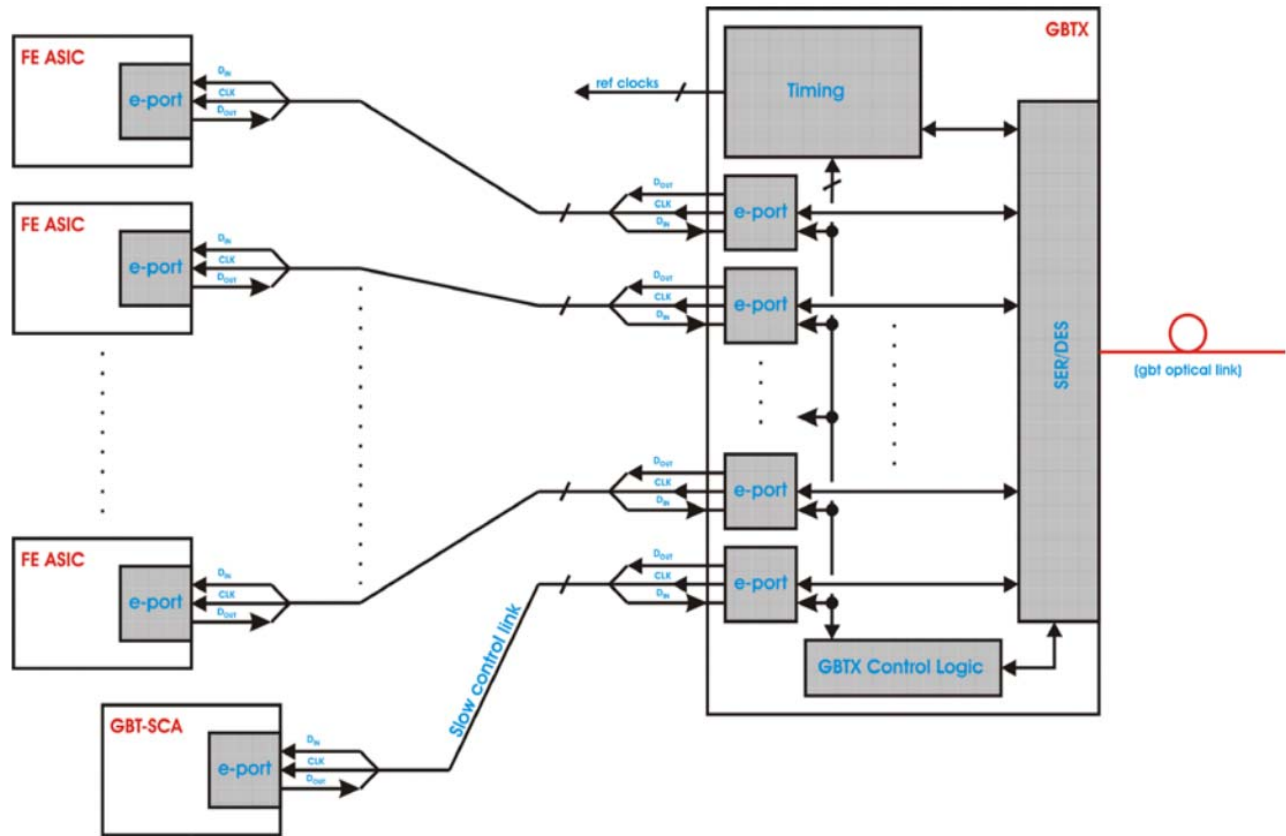 GBTX
FE ASIC
e-port
DIN
CLK
DOUT
ref clocks
Timing
DOUT
CLK
DIN
e-port
FE ASIC
e-port
DIN
CLK
DOUT
DOUT
CLK
DIN
e-port
SER/DES
(gbt optical link)
DOUT
CLK
DIN
e-port
FE ASIC
e-port
DIN
CLK
DOUT
DOUT
CLK
DIN
e-port
Slow control link
GBTX Control Logic
GBT-SCA
e-port
DIN
CLK
DOUT